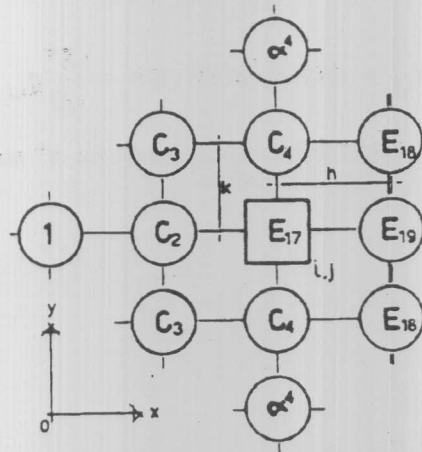 α⁴
C₃ C₄ E₁₈
k h
1 C₂ E₁₇ E₁₉
i,j
y
C₃ C₄ E₁₈
0 x
α⁴